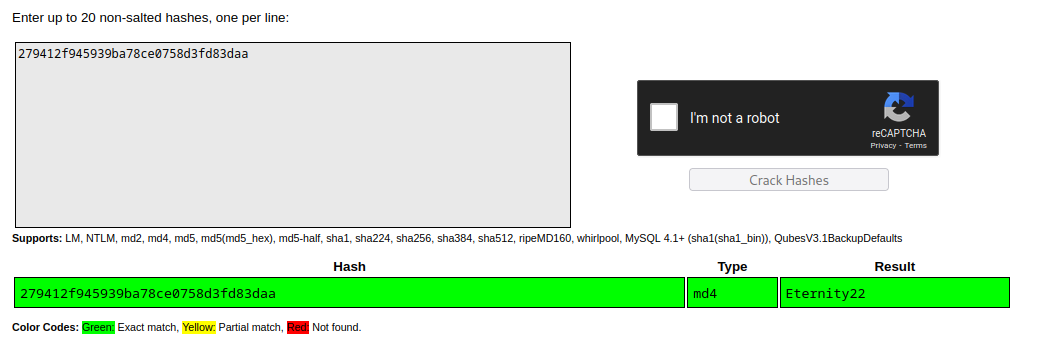 Enter up to 20 non-salted hashes, one per line:
279412f945939ba78ce0758d3fd83daa
I'm not a robot
reCAPTCHA
Privacy - Terms
Crack Hashes
Supports: LM, NTLM, md2, md4, md5, md5(md5_hex), md5-half, sha1, sha224, sha256, sha384, sha512, ripeMD160, whirlpool, MySQL 4.1+ (sha1(sha1_bin)), QubesV3.1BackupDefaults
Hash Type Result
279412f945939ba78ce0758d3fd83daa md4 Eternity22
Color Codes: Green: Exact match, Yellow: Partial match, Red: Not found.